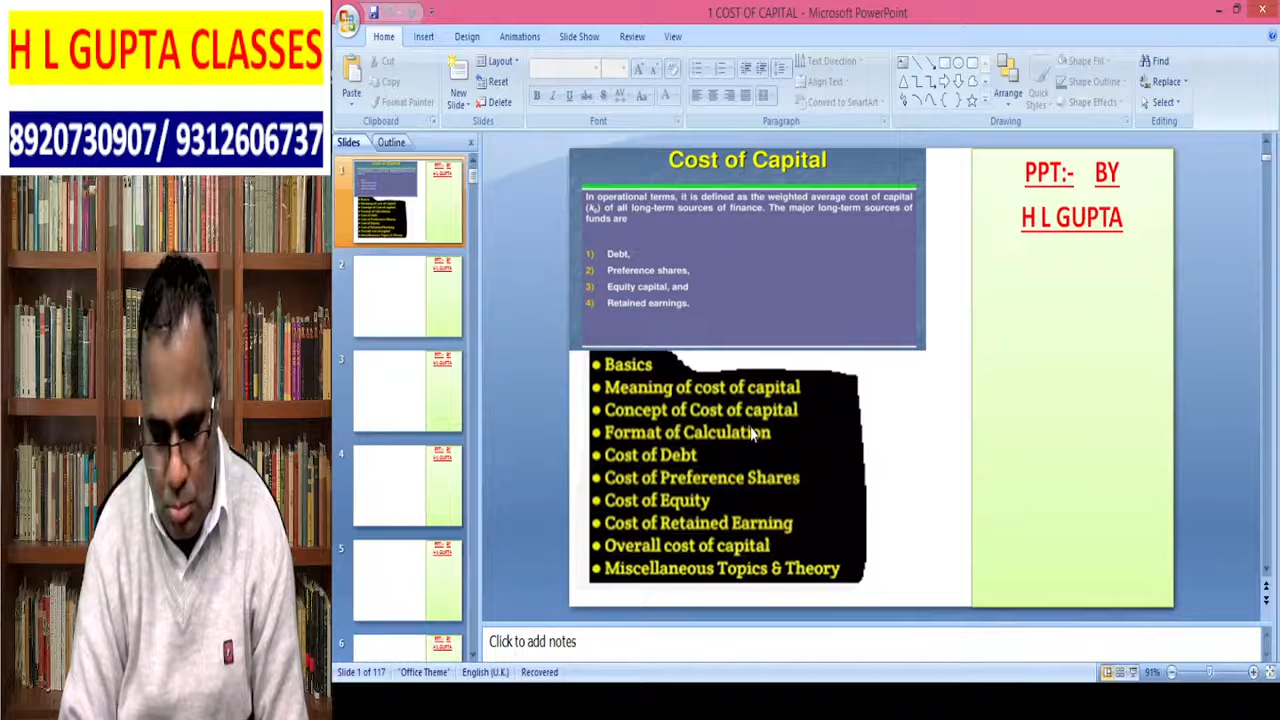 H L GUPTA CLASSES
8920730907/ 9312606737
1 COST OF CAPITAL - Microsoft PowerPoint
Home Insert Design Animations Slide Show Review View
Paste
Cut
Copy
Format Painter
Clipboard
New
Slide
Layout
Reset
Delete
Slides
Font
Text Direction
Align Text
Convert to SmartArt
Paragraph
Arrange
Quick
Styles
Shape Fill
Shape Outline
Shape Effects
Drawing
Find
Replace
Select
Editing
Slides Outline
1
2
3
4
5
6
Cost of Capital
In operational terms, it is defined as the weighted average cost of capital
(k0) of all long-term sources of finance. The major long-term sources of
funds are
1) Debt,
2) Preference shares,
3) Equity capital, and
4) Retained earnings.
• Basics
• Meaning of cost of capital
• Concept of Cost of capital
• Format of Calculation
• Cost of Debt
• Cost of Preference Shares
• Cost of Equity
• Cost of Retained Earning
• Overall cost of capital
• Miscellaneous Topics & Theory
PPT:- BY
H L GUPTA
Click to add notes
Slide 1 of 117 "Office Theme" English (U.K.) Recovered 91%